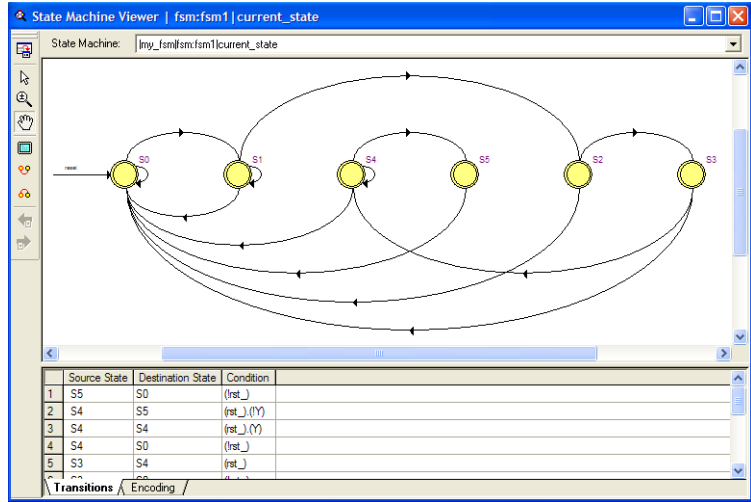 State Machine Viewer | fsm:fsm1|current_state
State Machine: |my_fsm|fsm:fsm1|current_state
reset
S0 S1 S4 S5 S2 S3
Source State Destination State Condition
1 S5 S0 (!rst_)
2 S4 S5 (rst_).(!Y)
3 S4 S4 (rst_).(Y)
4 S4 S0 (!rst_)
5 S3 S4 (rst_)
Transitions Encoding